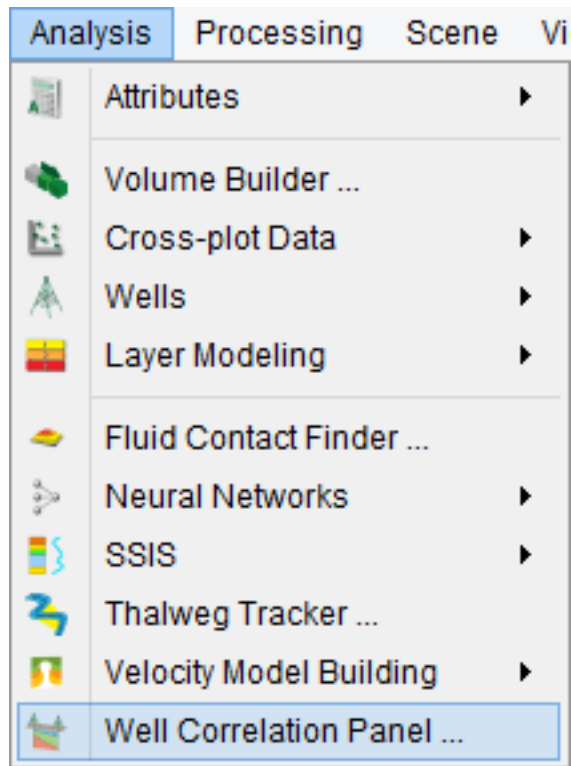 Analysis Processing Scene Vi
Attributes
Volume Builder ...
Cross-plot Data
Wells
Layer Modeling
Fluid Contact Finder ...
Neural Networks
SSIS
Thalweg Tracker ...
Velocity Model Building
Well Correlation Panel ...